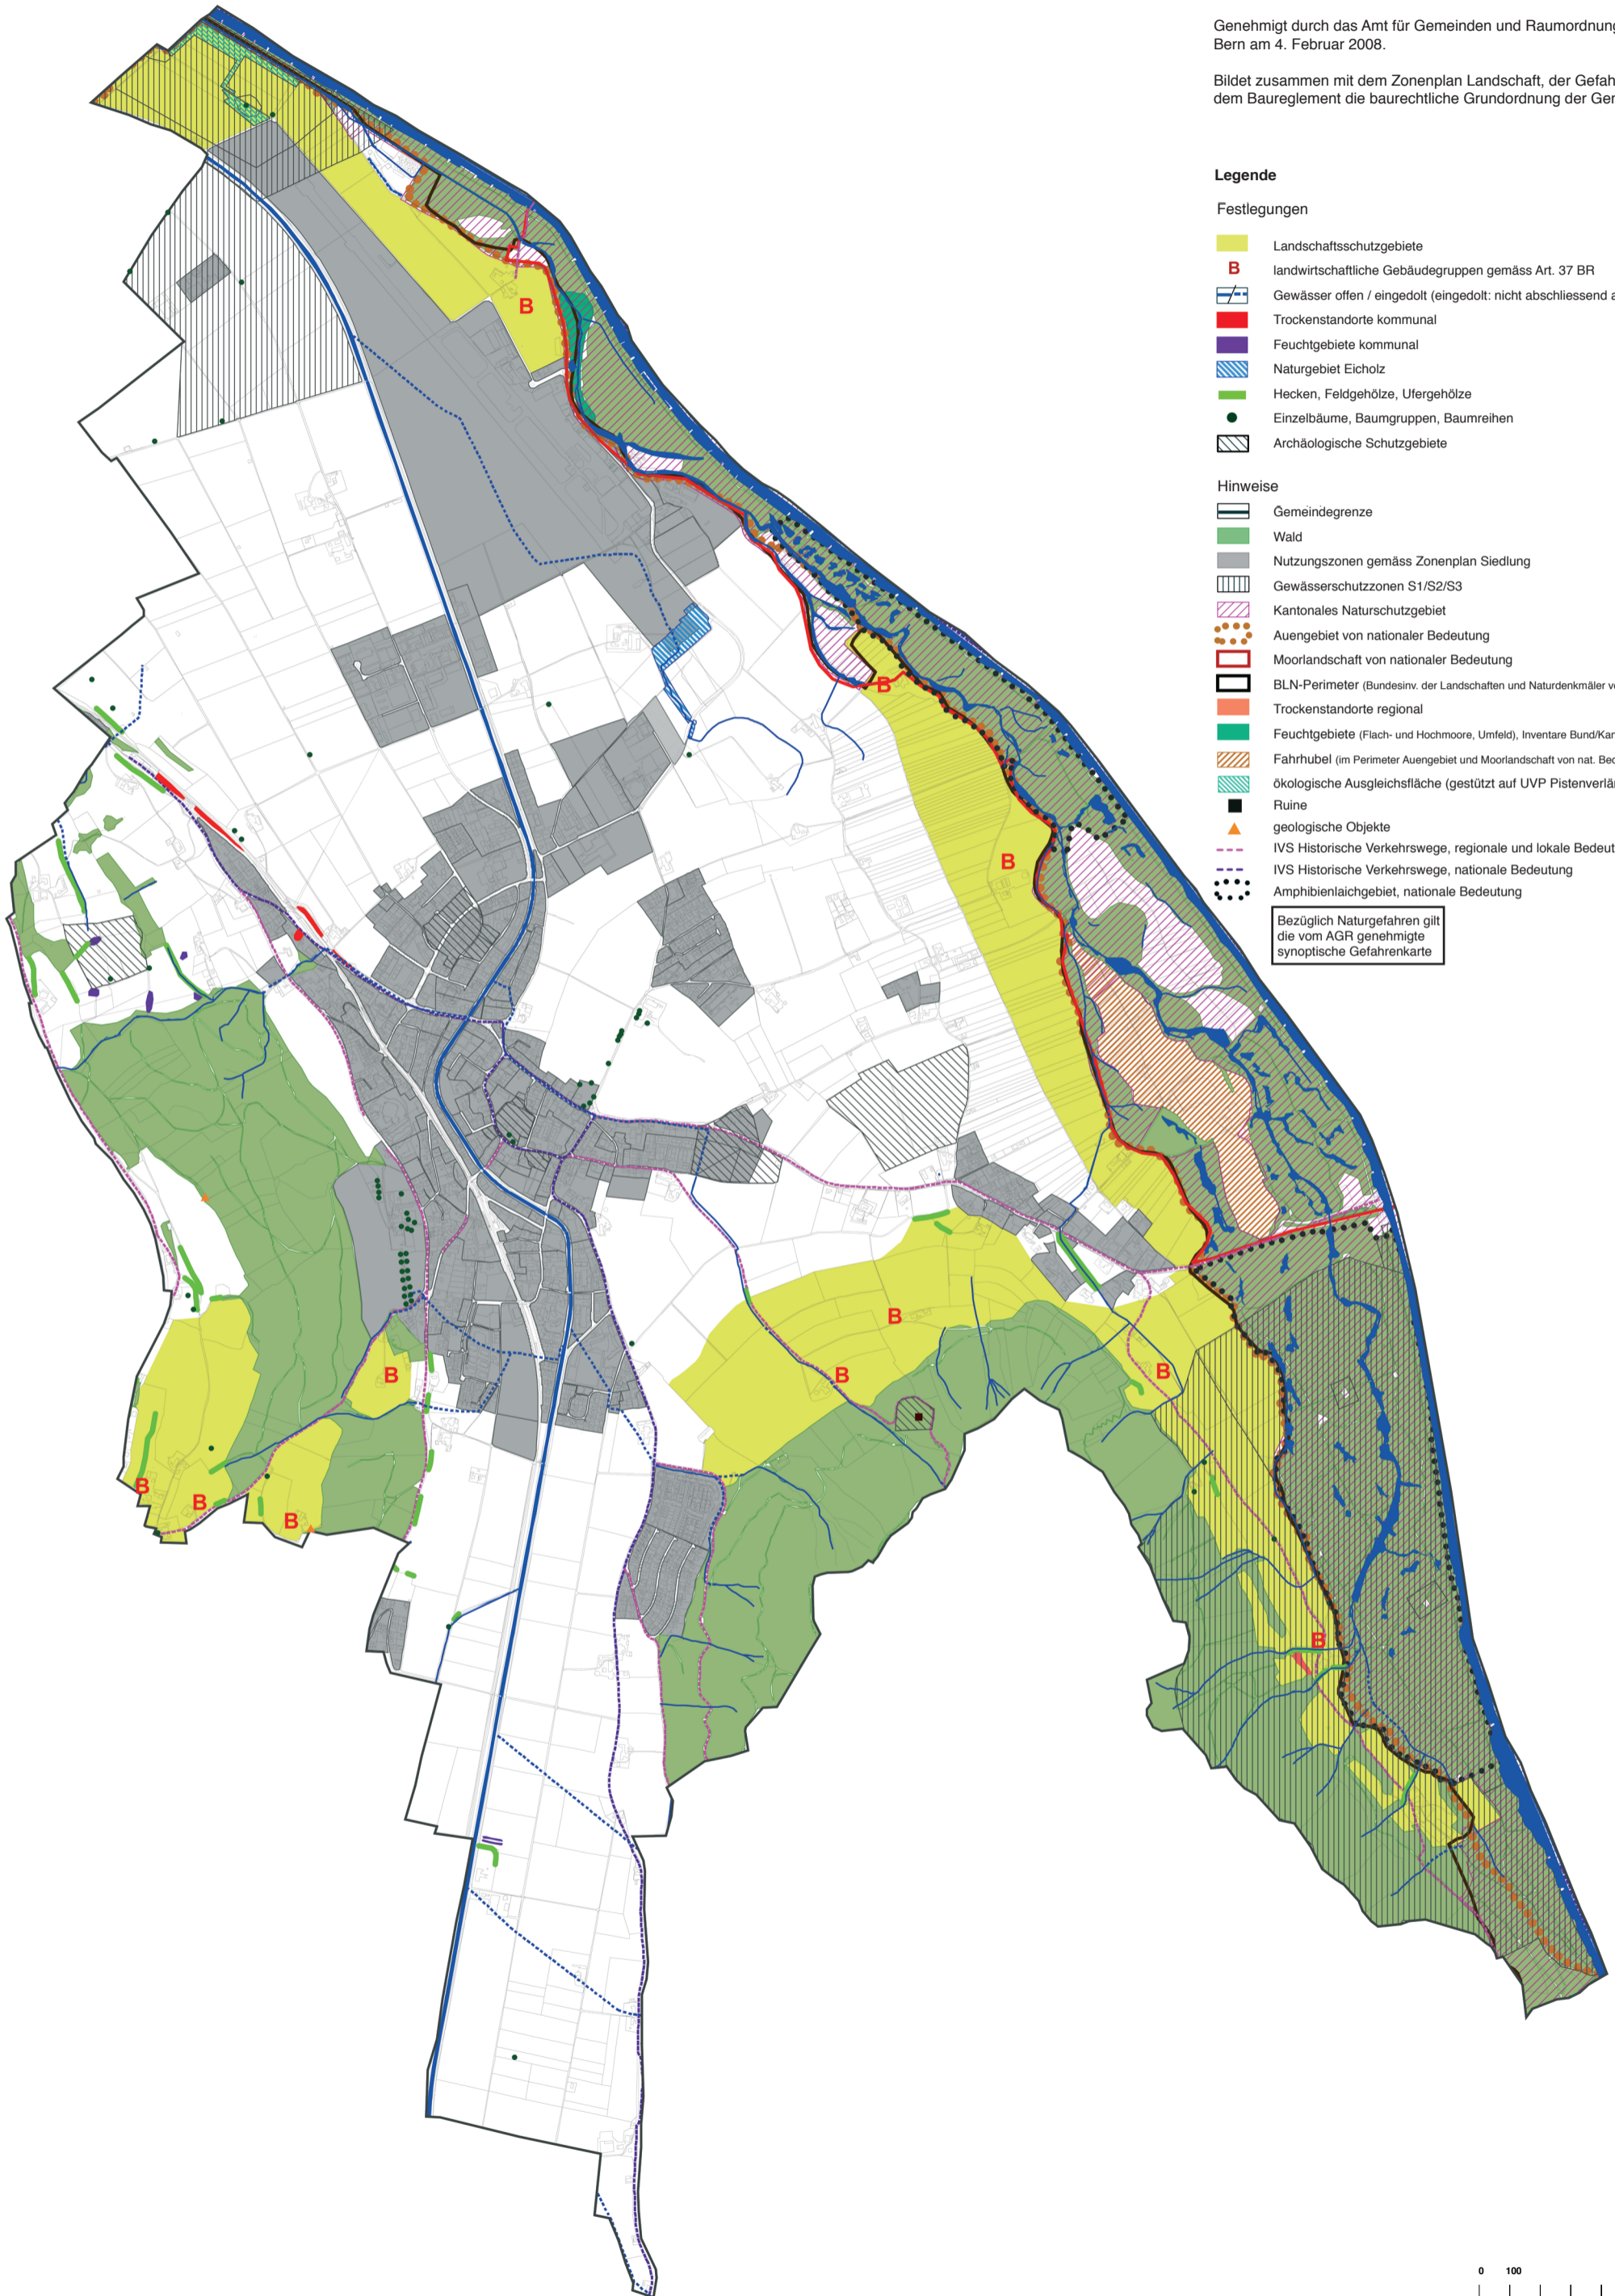 Genehmigt durch das Amt für Gemeinden und Raumordnung
Bern am 4. Februar 2008.
Bildet zusammen mit dem Zonenplan Landschaft, der Gefah
dem Baureglement die baurechtliche Grundordnung der Ger
Legende
Festlegungen
Landschaftsschutzgebiete
B landwirtschaftliche Gebäudegruppen gemäss Art. 37 BR
Gewässer offen / eingedolt (eingedolt: nicht abschliessend a
Trockenstandorte kommunal
Feuchtgebiete kommunal
Naturgebiet Eicholz
Hecken, Feldgehölze, Ufergehölze
Einzelbäume, Baumgruppen, Baumreihen
Archäologische Schutzgebiete
Hinweise
Gemeindegrenze
Wald
Nutzungszonen gemäss Zonenplan Siedlung
Gewässerschutzzonen S1/S2/S3
Kantonales Naturschutzgebiet
Auengebiet von nationaler Bedeutung
Moorlandschaft von nationaler Bedeutung
BLN-Perimeter (Bundesinv. der Landschaften und Naturdenkmäler v
Trockenstandorte regional
Feuchtgebiete (Flach- und Hochmoore, Umfeld), Inventare Bund/Kar
Fahrhubel (im Perimeter Auengebiet und Moorlandschaft von nat. Bed
ökologische Ausgleichsfläche (gestützt auf UVP Pistenverlä
Ruine
geologische Objekte
IVS Historische Verkehrswege, regionale und lokale Bedeut
IVS Historische Verkehrswege, nationale Bedeutung
Amphibienlaichgebiet, nationale Bedeutung
Bezüglich Naturgefahren gilt
die vom AGR genehmigte
synoptische Gefahrenkarte
B
B
B
B
B
B
B
B
B
B
B
0 100